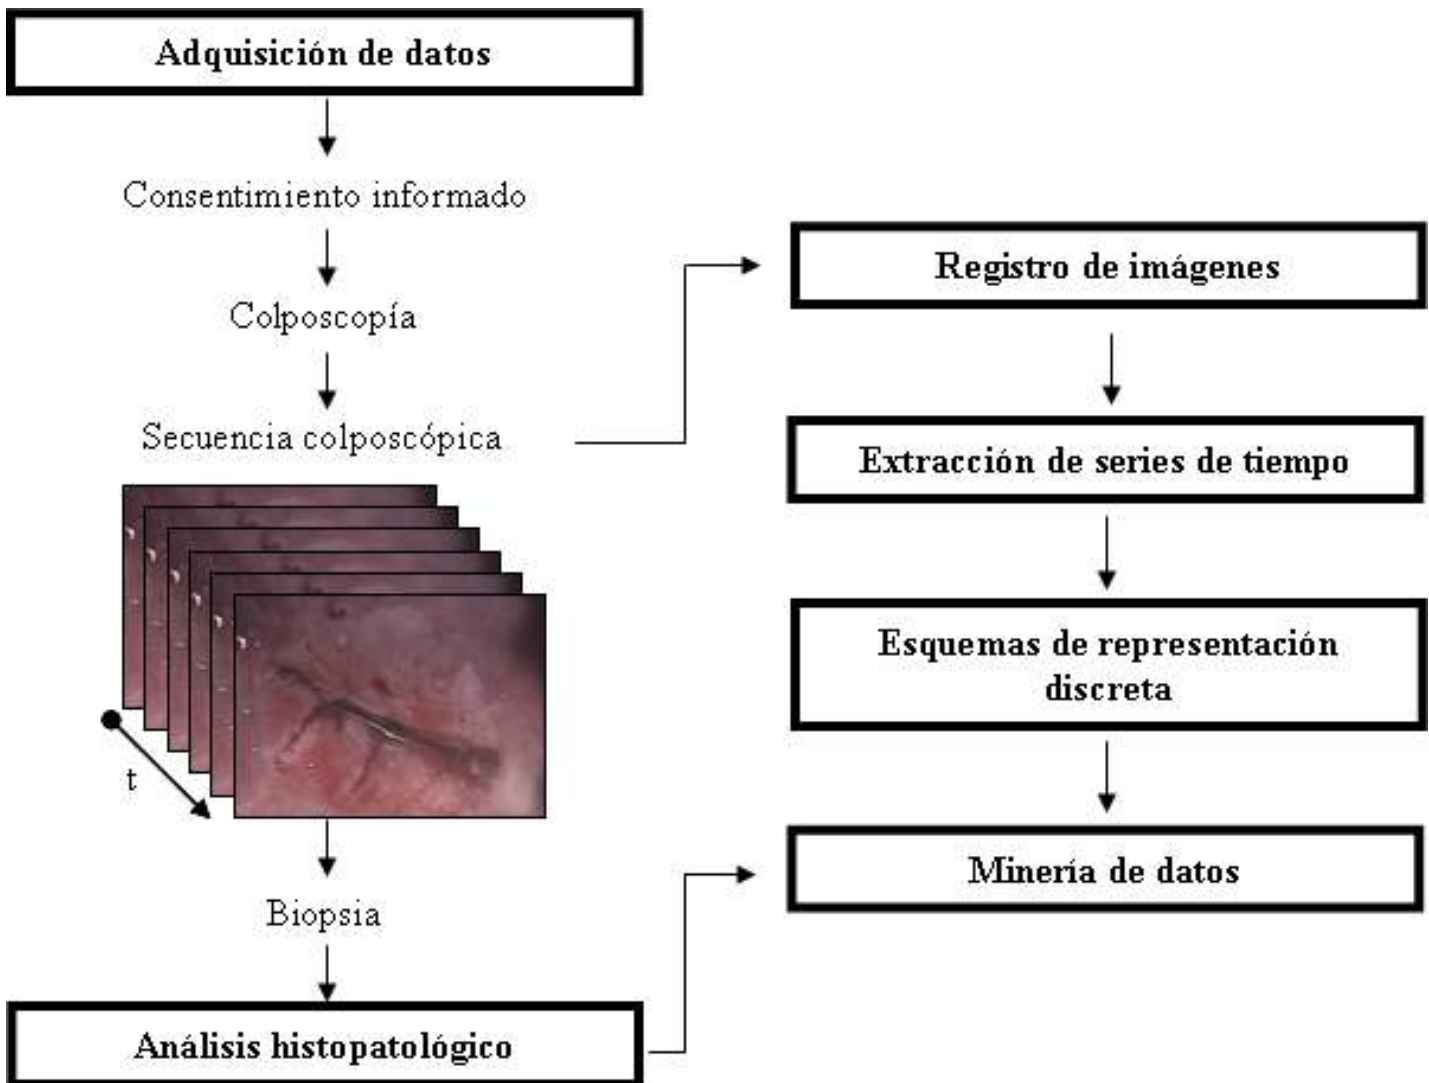 Adquisición de datos
Consentimiento informado
Colposcopía
Secuencia colposcópica
t
Biopsia
Análisis histopatológico
Registro de imágenes
Extracción de series de tiempo
Esquemas de representación
discreta
Minería de datos